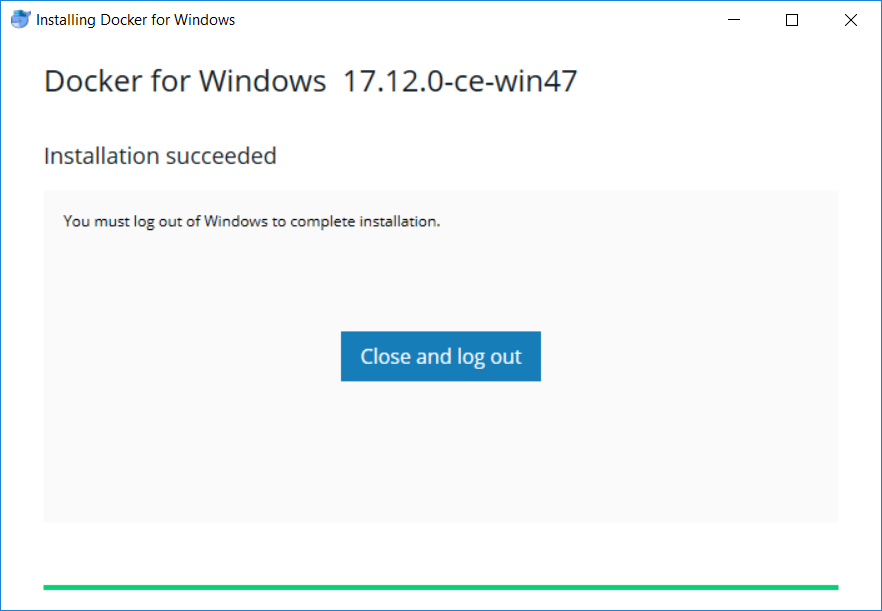 Installing Docker for Windows
Docker for Windows 17.12.0-ce-win47
Installation succeeded
You must log out of Windows to complete installation.
Close and log out